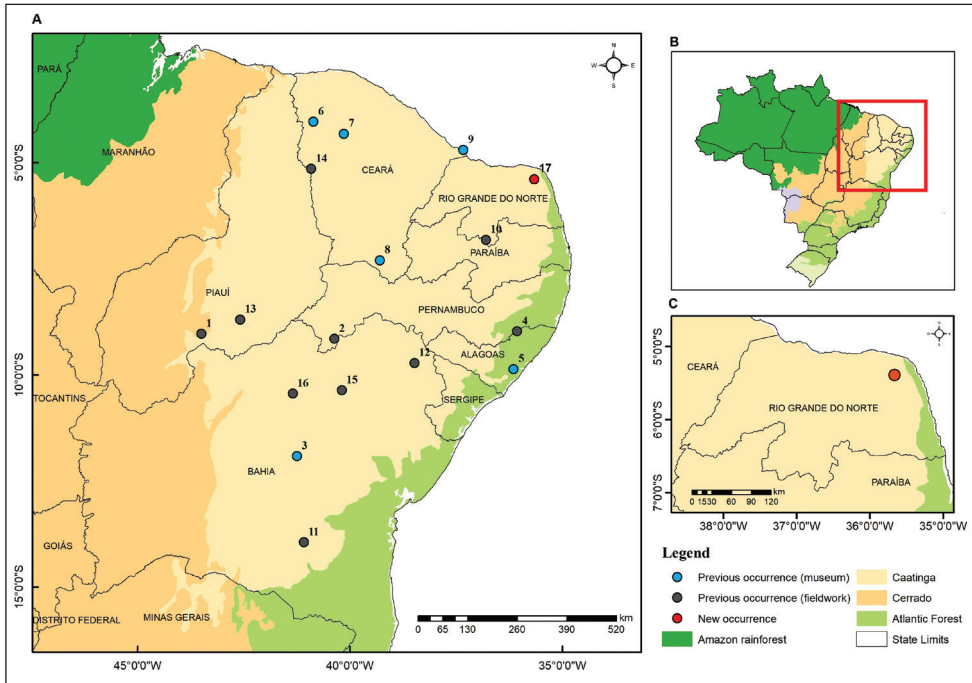 A
N
W E
S
PARÁ
MARANHÃO
CEARÁ
RIO GRANDE DO NORTE
PARAÍBA
PIAUÍ
PERNAMBUCO
ALAGOAS
SERGIPE
TOCANTINS
BAHIA
GOIÁS
DISTRITO FEDERAL
MINAS GERAIS
6
7
9
14
17
10
8
13
1
2
4
12
5
16
15
3
11
5°0'0"S
10°0'0"S
15°0'0"S
45°0'0"W
40°0'0"W
35°0'0"W
km
0 65 130 260 390 520
B
C
N
W E
S
CEARÁ
RIO GRANDE DO NORTE
PARAÍBA
5°0'0"S
6°0'0"S
7°0'0"S
km
0 1530 60 90 120
38°0'0"W
37°0'0"W
36°0'0"W
35°0'0"W
Legend
Previous occurrence (museum)
Previous occurrence (fieldwork)
New occurrence
Amazon rainforest
Caatinga
Cerrado
Atlantic Forest
State Limits